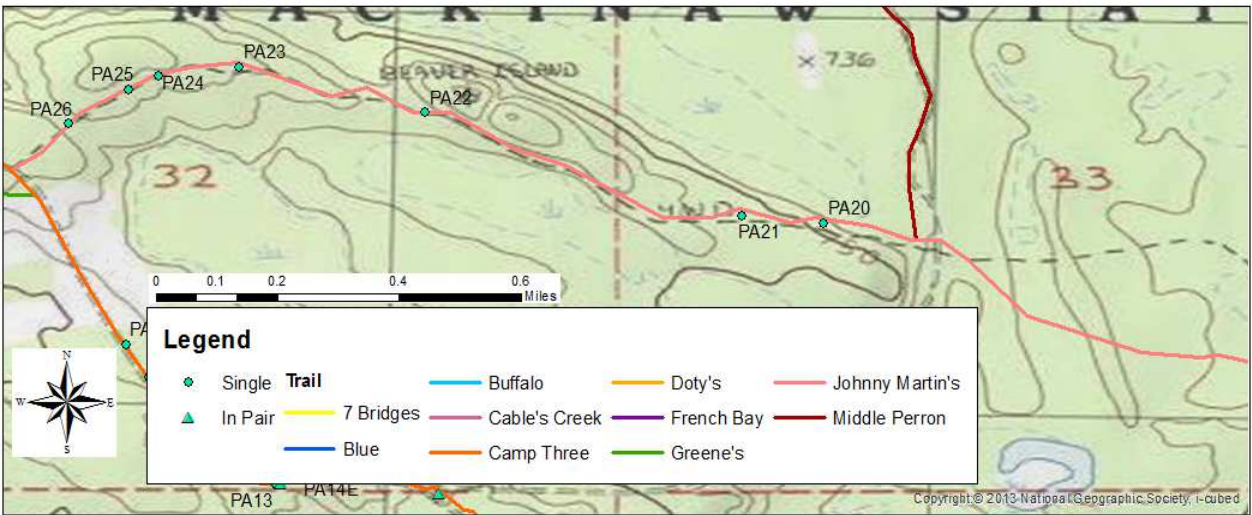 MACKINAW STAT
PA23
736
PA25
BEAVER ISLAND
PA24
PA22
PA26
32
33
PA20
PA21
0 0.1 0.2 0.4 0.6
Miles
PA
Legend
Single
In Pair
Trail
7 Bridges
Blue
Buffalo
Cable's Creek
Camp Three
Doty's
French Bay
Greene's
Johnny Martin's
Middle Perron
N
W E
S
PA13
PA14E
Copyright:© 2013 National Geographic Society, i-cubed